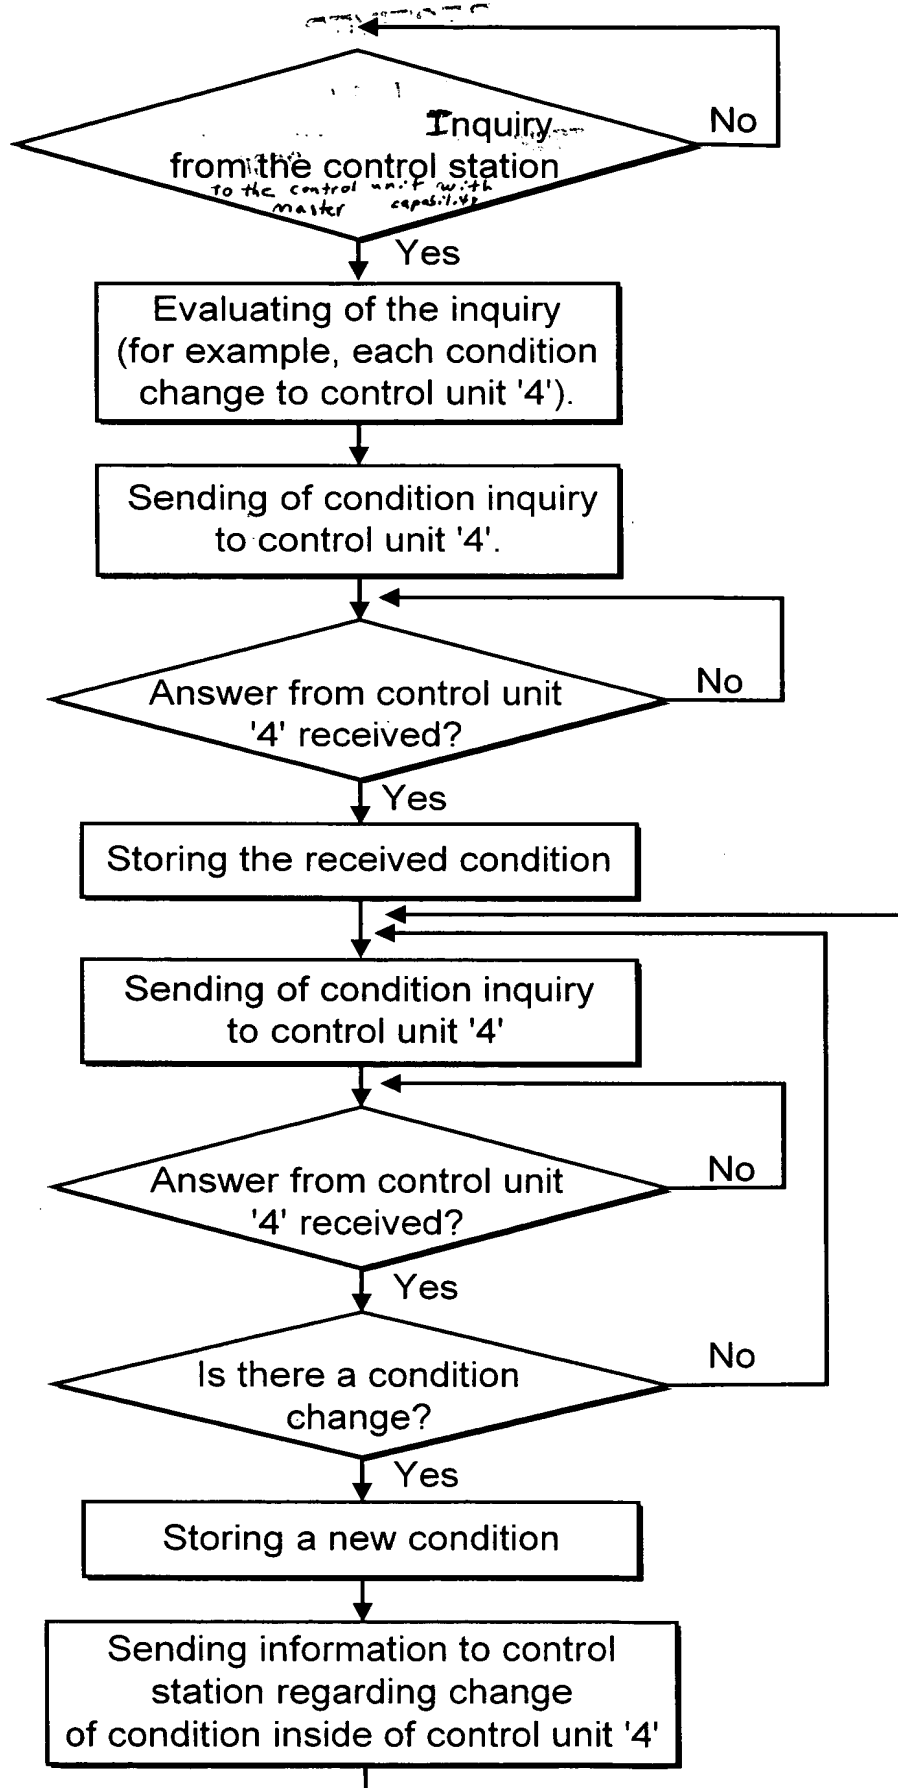 Inquiry
No
from the control station
to the control unit with
master capability
Yes
Evaluating of the inquiry
(for example, each condition
change to control unit '4').
Sending of condition inquiry
to control unit '4'.
No
Answer from control unit
'4' received?
Yes
Storing the received condition
Sending of condition inquiry
to control unit '4'
No
Answer from control unit
'4' received?
Yes
No
Is there a condition
change?
Yes
Storing a new condition
Sending information to control
station regarding change
of condition inside of control unit '4'